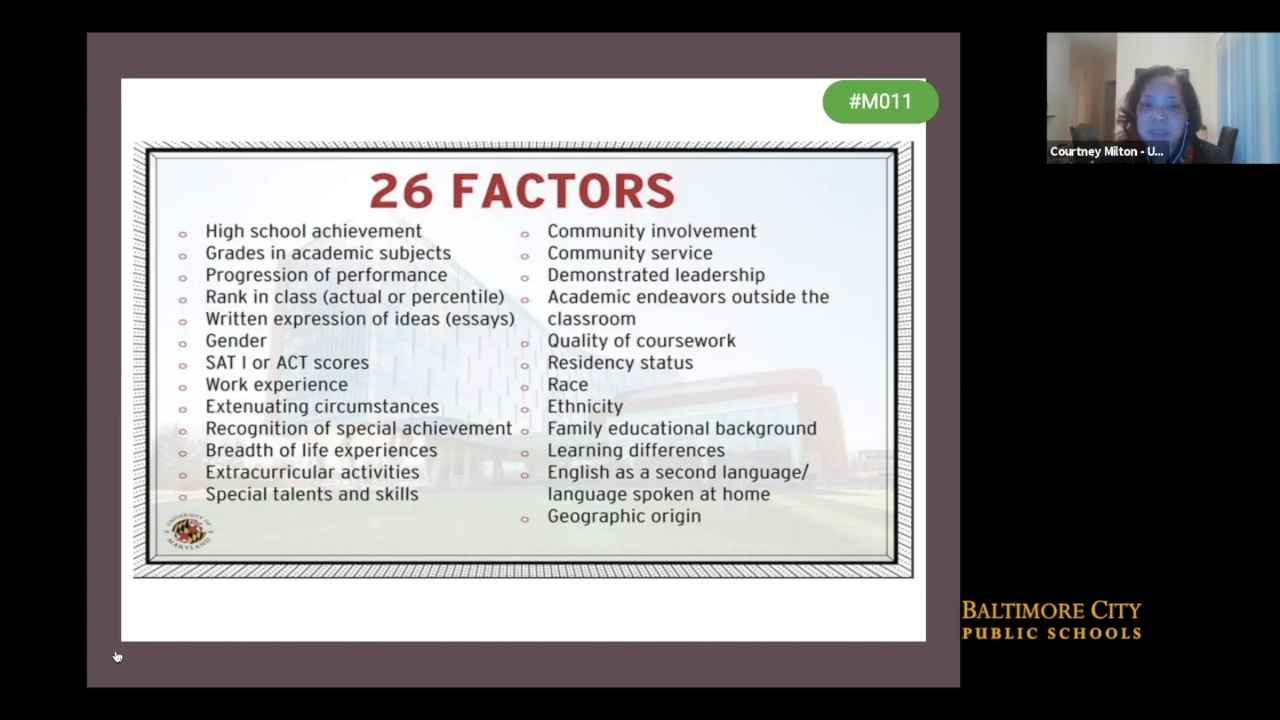 #M011
26 FACTORS
High school achievement
Grades in academic subjects
Progression of performance
Rank in class (actual or percentile)
Written expression of ideas (essays)
Gender
SAT I or ACT scores
Work experience
Extenuating circumstances
Recognition of special achievement
Breadth of life experiences
Extracurricular activities
Special talents and skills
Community involvement
Community service
Demonstrated leadership
Academic endeavors outside the
classroom
Quality of coursework
Residency status
Race
Ethnicity
Family educational background
Learning differences
English as a second language/
language spoken at home
Geographic origin
UNIVERSITY OF
MARYLAND
Courtney Milton - U...
BALTIMORE CITY
PUBLIC SCHOOLS